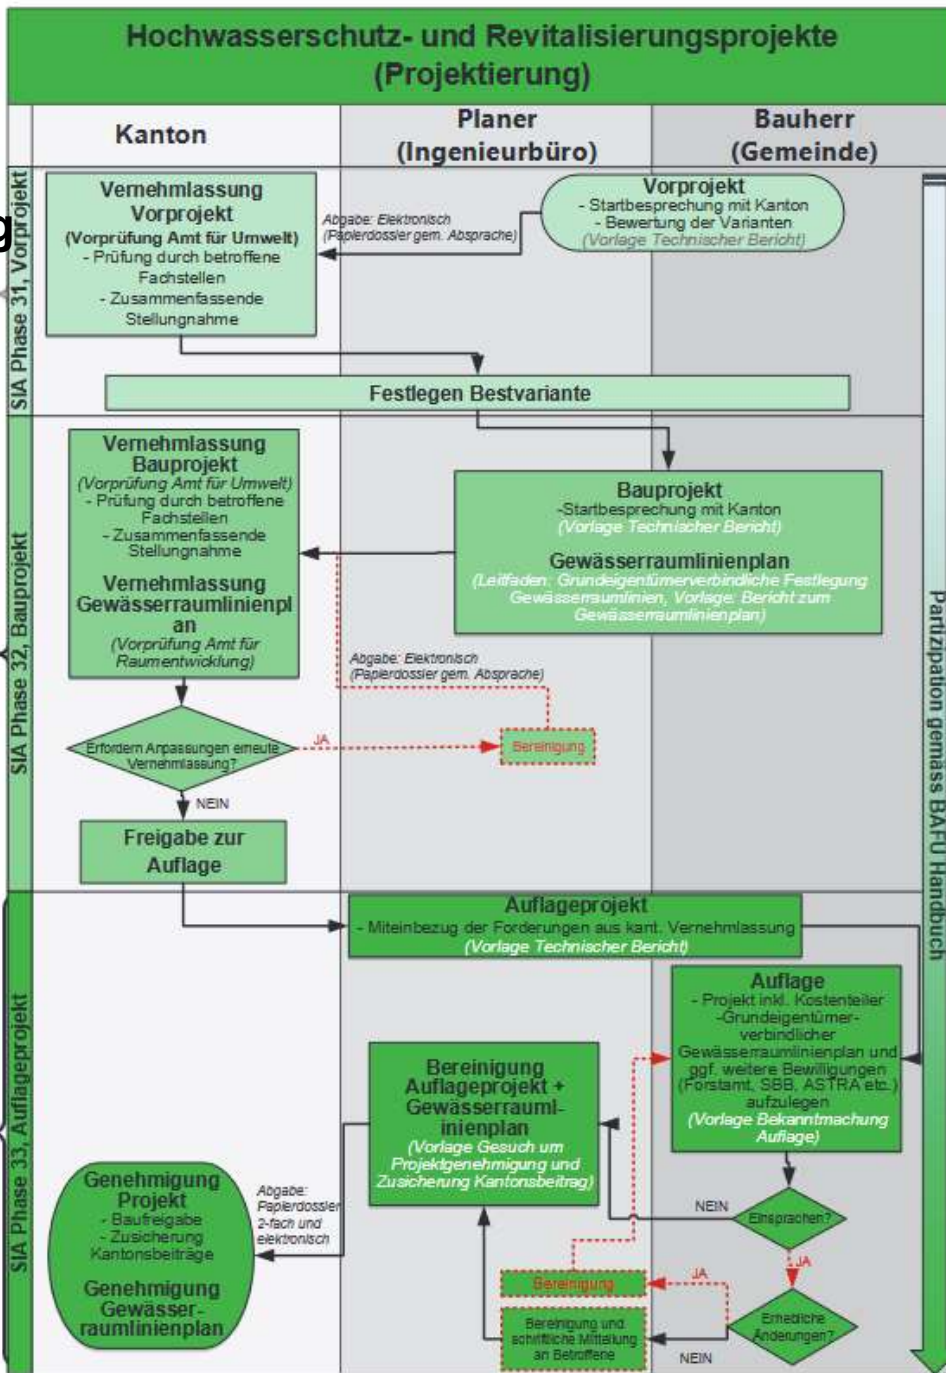 Hochwasserschutz- und Revitalisierungsprojekte
(Projektierung)
Kanton
Planer
(Ingenieurbüro)
Bauherr
(Gemeinde)
g
SIA Phase 31, Vorprojekt
Vernehmlassung
Vorprojekt
(Vorprüfung Amt für Umwelt)
- Prüfung durch betroffene
Fachstellen
- Zusammenfassende
Stellungnahme
Abgabe: Elektronisch
(Papierdossier gem. Absprache)
Vorprojekt
- Startbesprechung mit Kanton
- Bewertung der Varianten
(Vorlage Technischer Bericht)
Festlegen Bestvariante
SIA Phase 32, Bauprojekt
Vernehmlassung
Bauprojekt
(Vorprüfung Amt für Umwelt)
- Prüfung durch betroffene
Fachstellen
- Zusammenfassende
Stellungnahme
Vernehmlassung
Gewässerraumlinienpl
an
(Vorprüfung Amt für
Raumentwicklung)
Bauprojekt
-Startbesprechung mit Kanton
(Vorlage Technischer Bericht)
Gewässerraumlinienplan
(Leitfaden: Grundeigentümerverbindliche Festlegung
Gewässerraumlinien, Vorlage: Bericht zum
Gewässerraumlinienplan)
Abgabe: Elektronisch
(Papierdossier gem. Absprache)
Erfordern Anpassungen erneute
Vernehmlassung?
JA
Bereinigung
NEIN
Freigabe zur
Auflage
Partizipation gemäss BAFU Handbuch
SIA Phase 33, Auflageprojekt
Auflageprojekt
- Miteinbezug der Forderungen aus kant. Vernehmlassung
(Vorlage Technischer Bericht)
Auflage
- Projekt inkl. Kostenteiler
-Grundeigentümer-
verbindlicher
Gewässerraumlinienplan und
ggf. weitere Bewilligungen
(Forstamt, SBB, ASTRA etc.)
aufzulegen
(Vorlage Bekanntmachung
Auflage)
Bereinigung
Auflageprojekt +
Gewässerrauml-
inienplan
(Vorlage Gesuch um
Projektgenehmigung und
Zusicherung Kantonsbeitrag)
Abgabe:
Papierdossier
2-fach und
elektronisch
Genehmigung
Projekt
- Baufreigabe
- Zusicherung
Kantonsbeiträge
Genehmigung
Gewässer-
raumlinienplan
NEIN
Einsprachen?
JA
Bereinigung
JA
Erhebliche
Änderungen?
Bereinigung und
schriftliche Mitteilung
an Betroffene
NEIN